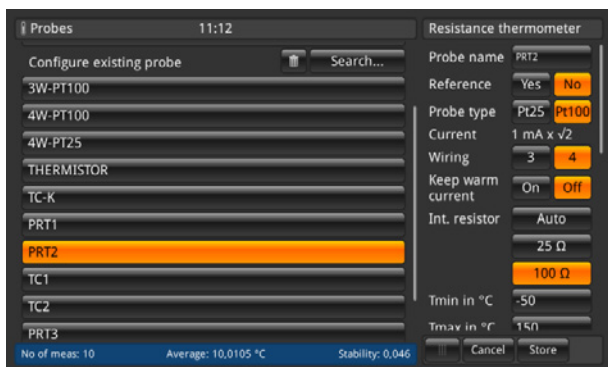 Probes 11:12
Configure existing probe Search...
3W-PT100
4W-PT100
4W-PT25
THERMISTOR
TC-K
PRT1
PRT2
TC1
TC2
PRT3
No of meas: 10 Average: 10,0105 °C Stability: 0,046
Resistance thermometer
Probe name PRT2
Reference Yes No
Probe type Pt25 Pt100
Current 1 mA x √2
Wiring 3 4
Keep warm
current On Off
Int. resistor Auto
25 Ω
100 Ω
Tmin in °C -50
Tmax in °C 150
Cancel Store